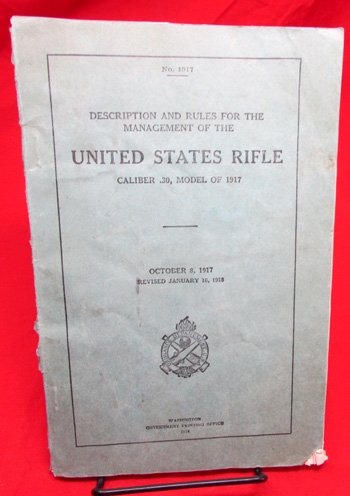 No. 1917
DESCRIPTION AND RULES FOR THE
MANAGEMENT OF THE
UNITED STATES RIFLE
CALIBER .30, MODEL OF 1917
OCTOBER 8, 1917
REVISED JANUARY 16, 1918
WASHINGTON
GOVERNMENT PRINTING OFFICE
1918